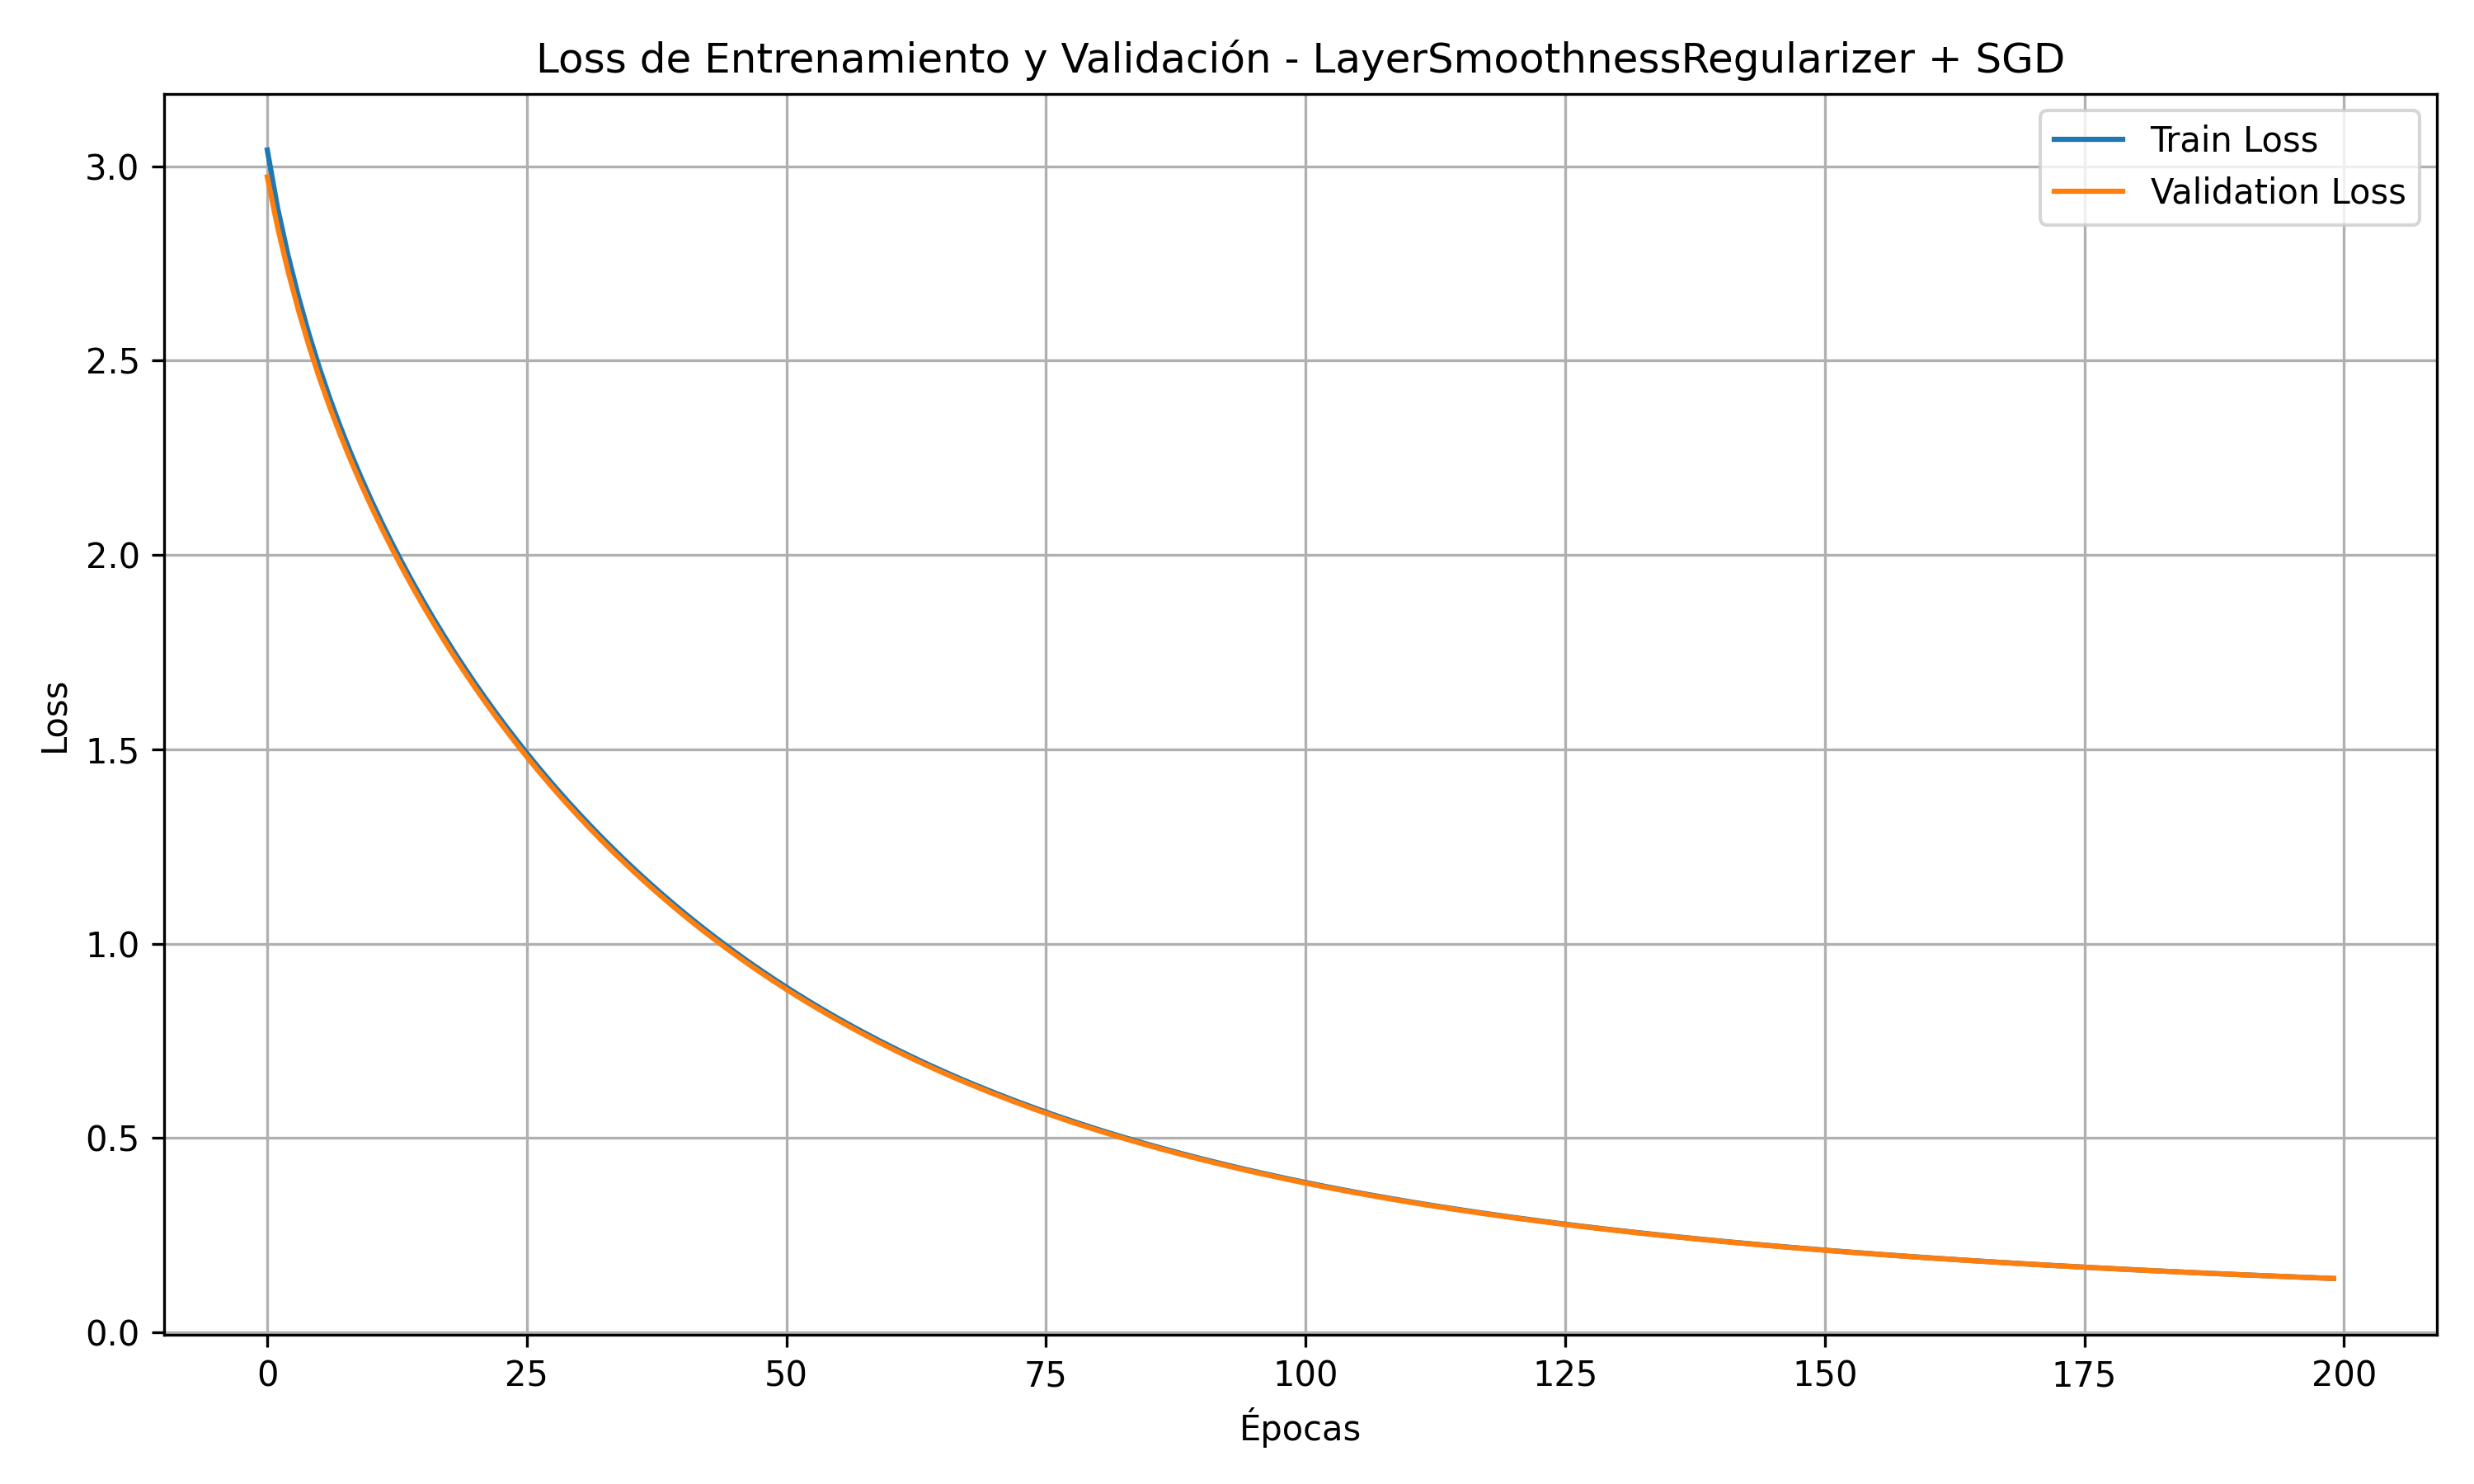 Loss de Entrenamiento y Validación - LayerSmoothnessRegularizer + SGD
Train Loss
Validation Loss
3.0
2.5
2.0
1.5
1.0
0.5
0.0
Loss
0 25 50 75 100 125 150 175 200
Épocas